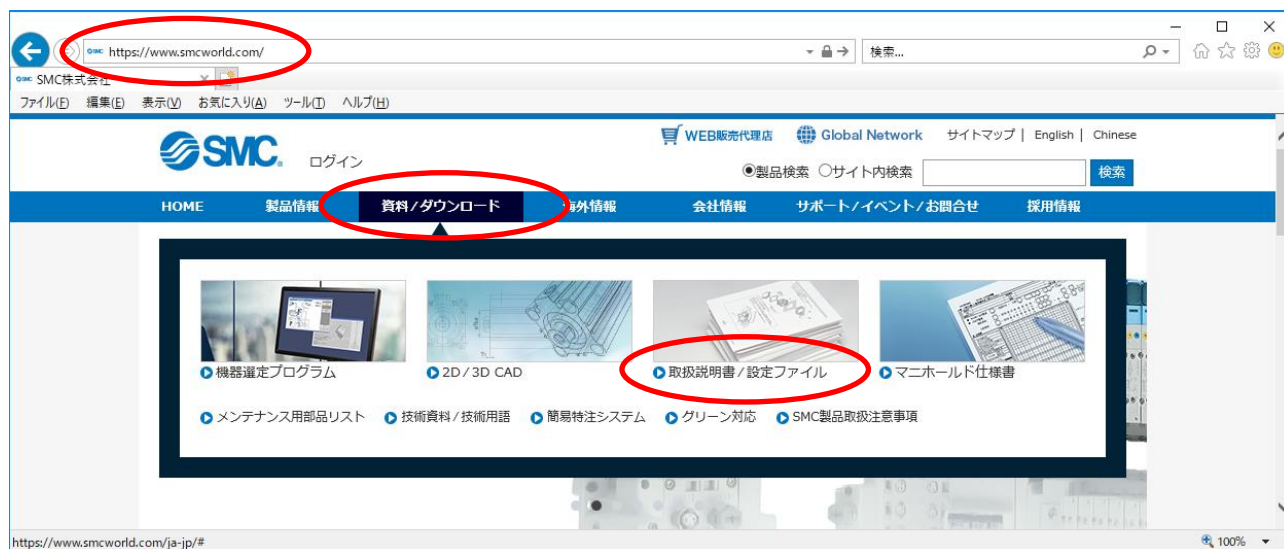 https://www.smcworld.com/
検索...
SMC株式会社
ファイル(F) 編集(E) 表示(V) お気に入り(A) ツール(T) ヘルプ(H)
WEB販売代理店 Global Network サイトマップ | English | Chinese
SMC. ログイン
製品検索 サイト内検索 検索
HOME 製品情報 資料/ダウンロード 海外情報 会社情報 サポート/イベント/お問合せ 採用情報
機器選定プログラム 2D/3D CAD 取扱説明書/設定ファイル マニホールド仕様書
メンテナンス用部品リスト 技術資料/技術用語 簡易特注システム グリーン対応 SMC製品取扱注意事項
https://www.smcworld.com/ja-jp/#
100%